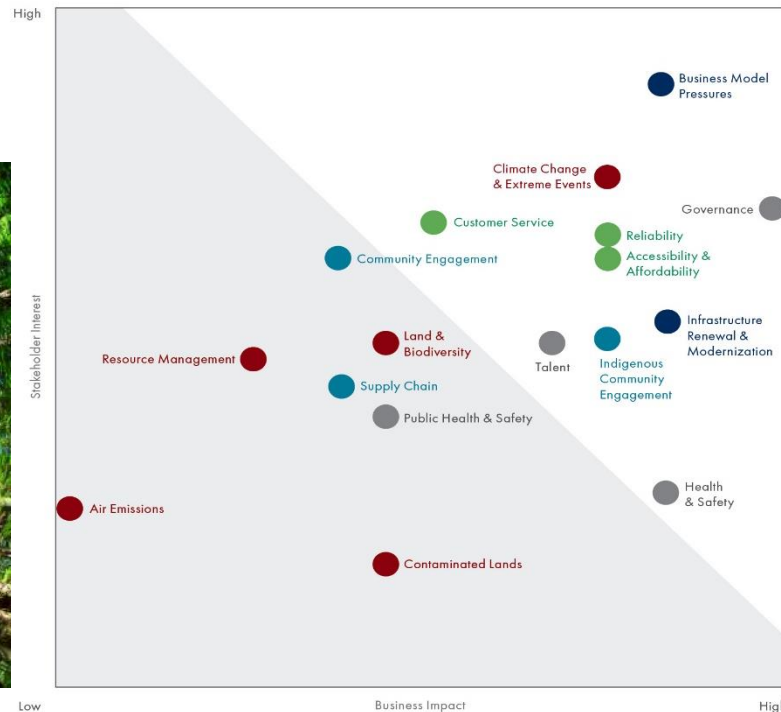 High
Business Model
Pressures
Climate Change
& Extreme Events
Governance
Customer Service
Reliability
Accessibility &
Affordability
Community Engagement
Stakeholder Interest
Resource Management
Land &
Biodiversity
Talent
Infrastructure
Renewal &
Modernization
Indigenous
Community
Engagement
Supply Chain
Public Health & Safety
Health
& Safety
Air Emissions
Contaminated Lands
Low
Business Impact
High